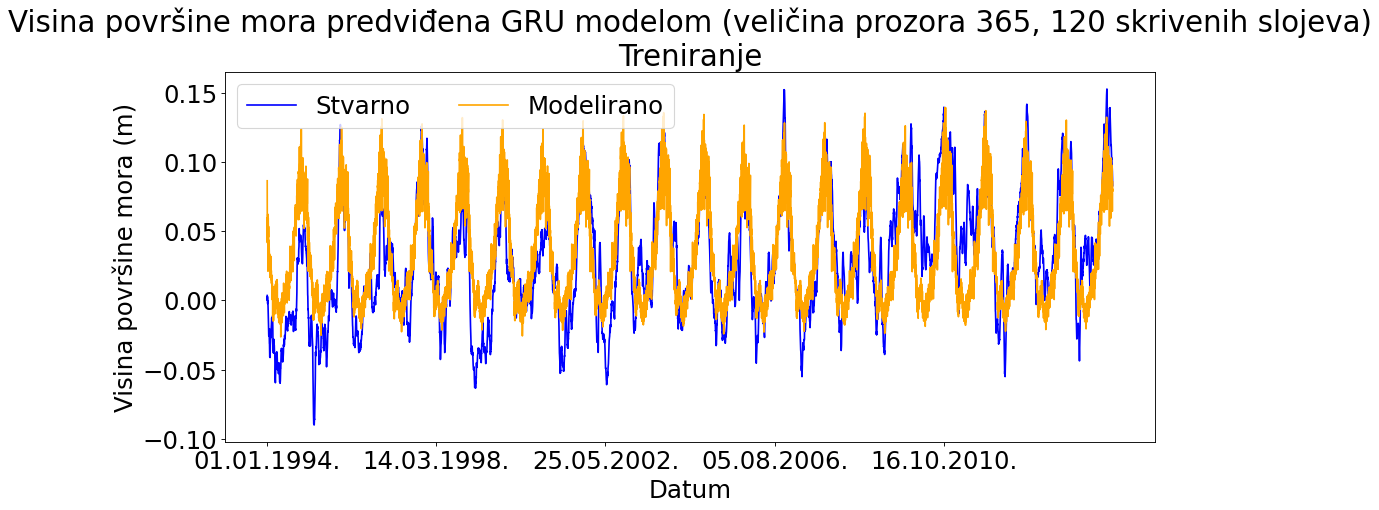 Visina površine mora predviđena GRU modelom (veličina prozora 365, 120 skrivenih slojeva)
Treniranje
Stvarno
Modelirano
Visina površine mora (m)
0.15
0.10
0.05
0.00
−0.05
−0.10
01.01.1994.
14.03.1998.
25.05.2002.
05.08.2006.
16.10.2010.
Datum